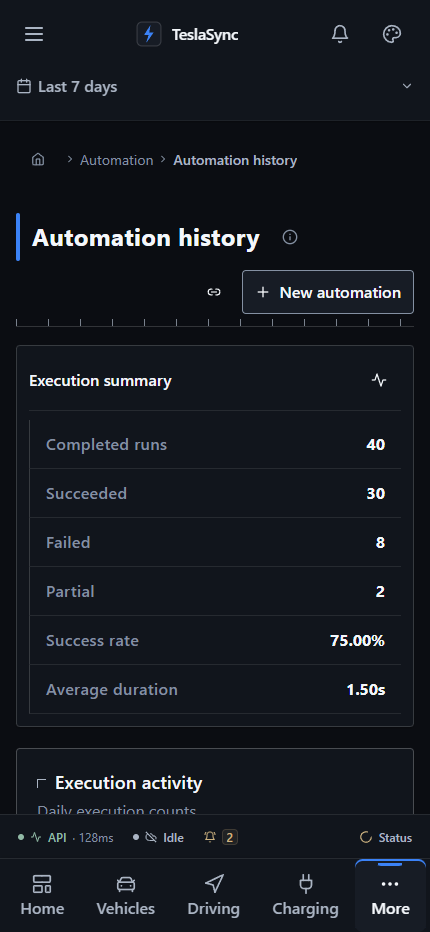 TeslaSync
Last 7 days
Automation > Automation history
Automation history
+ New automation
Execution summary
Completed runs 40
Succeeded 30
Failed 8
Partial 2
Success rate 75.00%
Average duration 1.50s
Execution activity
Daily execution counts
API · 128ms Idle 2 Status
Home Vehicles Driving Charging More